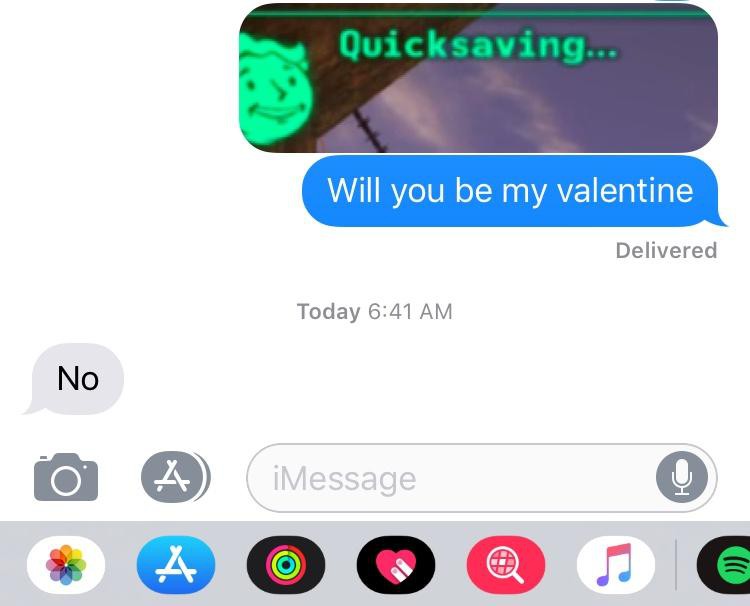 Quicksaving...
Will you be my valentine
Delivered
Today 6:41 AM
No
iMessage